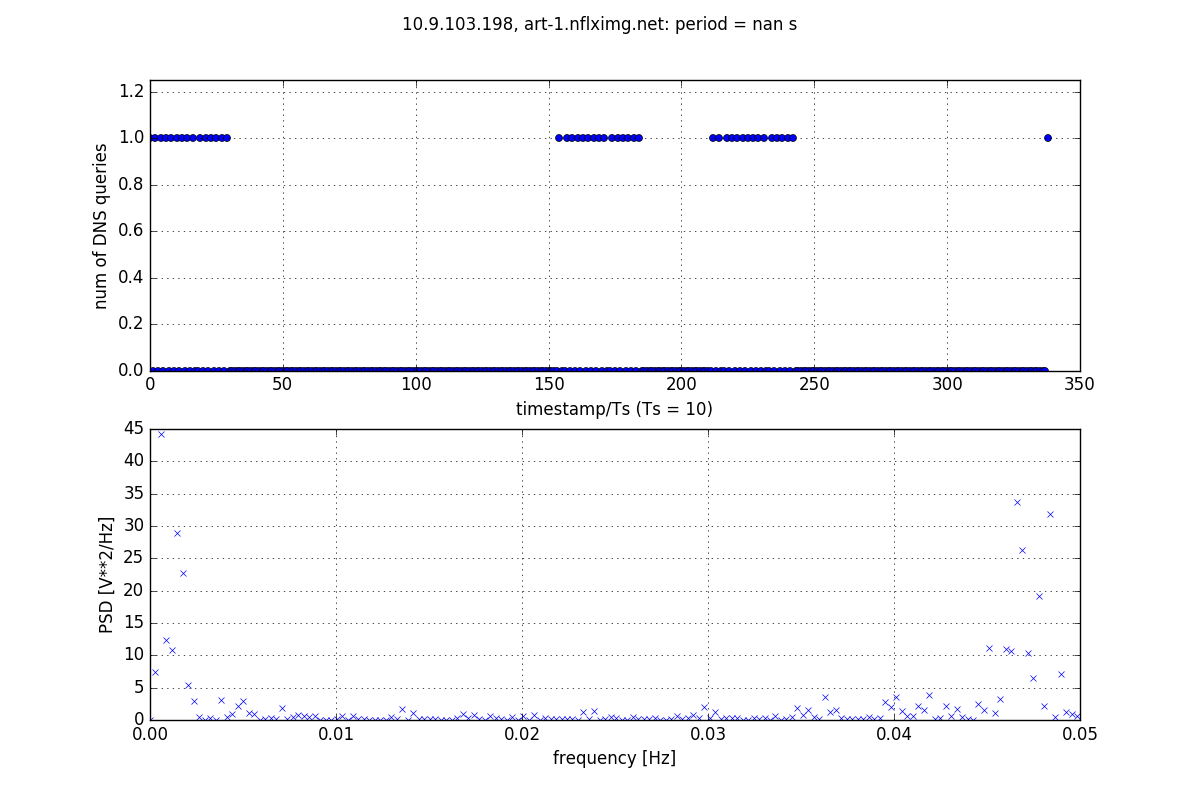 10.9.103.198, art-1.nflximg.net: period = nan s
1.2
1.0
0.8
0.6
0.4
0.2
0.0
num of DNS queries
0 50 100 150 200 250 300 350
timestamp/Ts (Ts = 10)
45
40
35
30
25
20
15
10
5
0
PSD [V**2/Hz]
0.00 0.01 0.02 0.03 0.04 0.05
frequency [Hz]